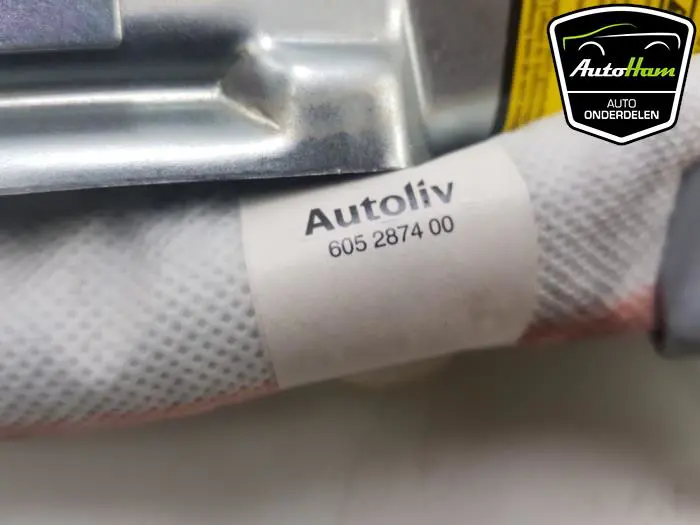 AutoHam
AUTO
ONDERDELEN
Autoliv
605 2874 00